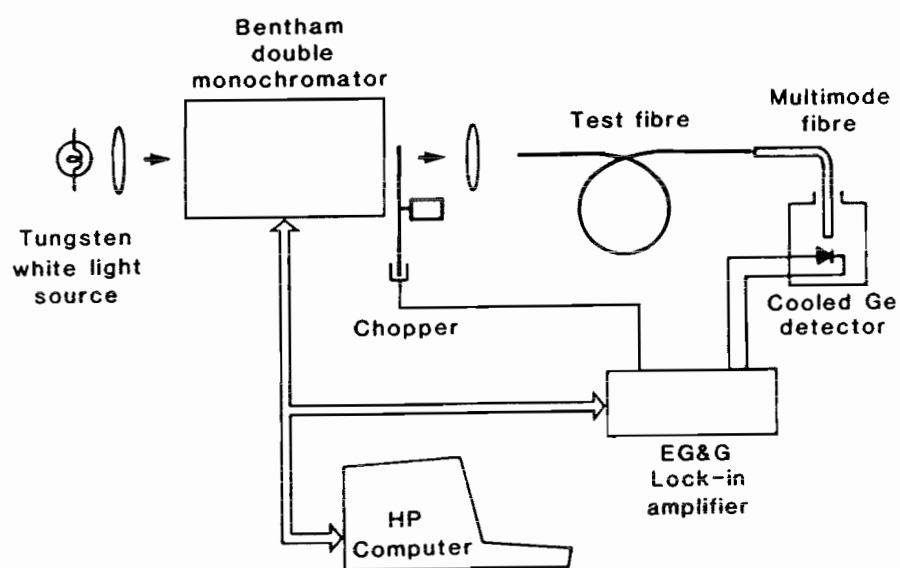 Bentham
double
monochromator
Test fibre
Multimode
fibre
Tungsten
white light
source
Chopper
Cooled Ge
detector
EG&G
Lock-in
amplifier
HP
Computer